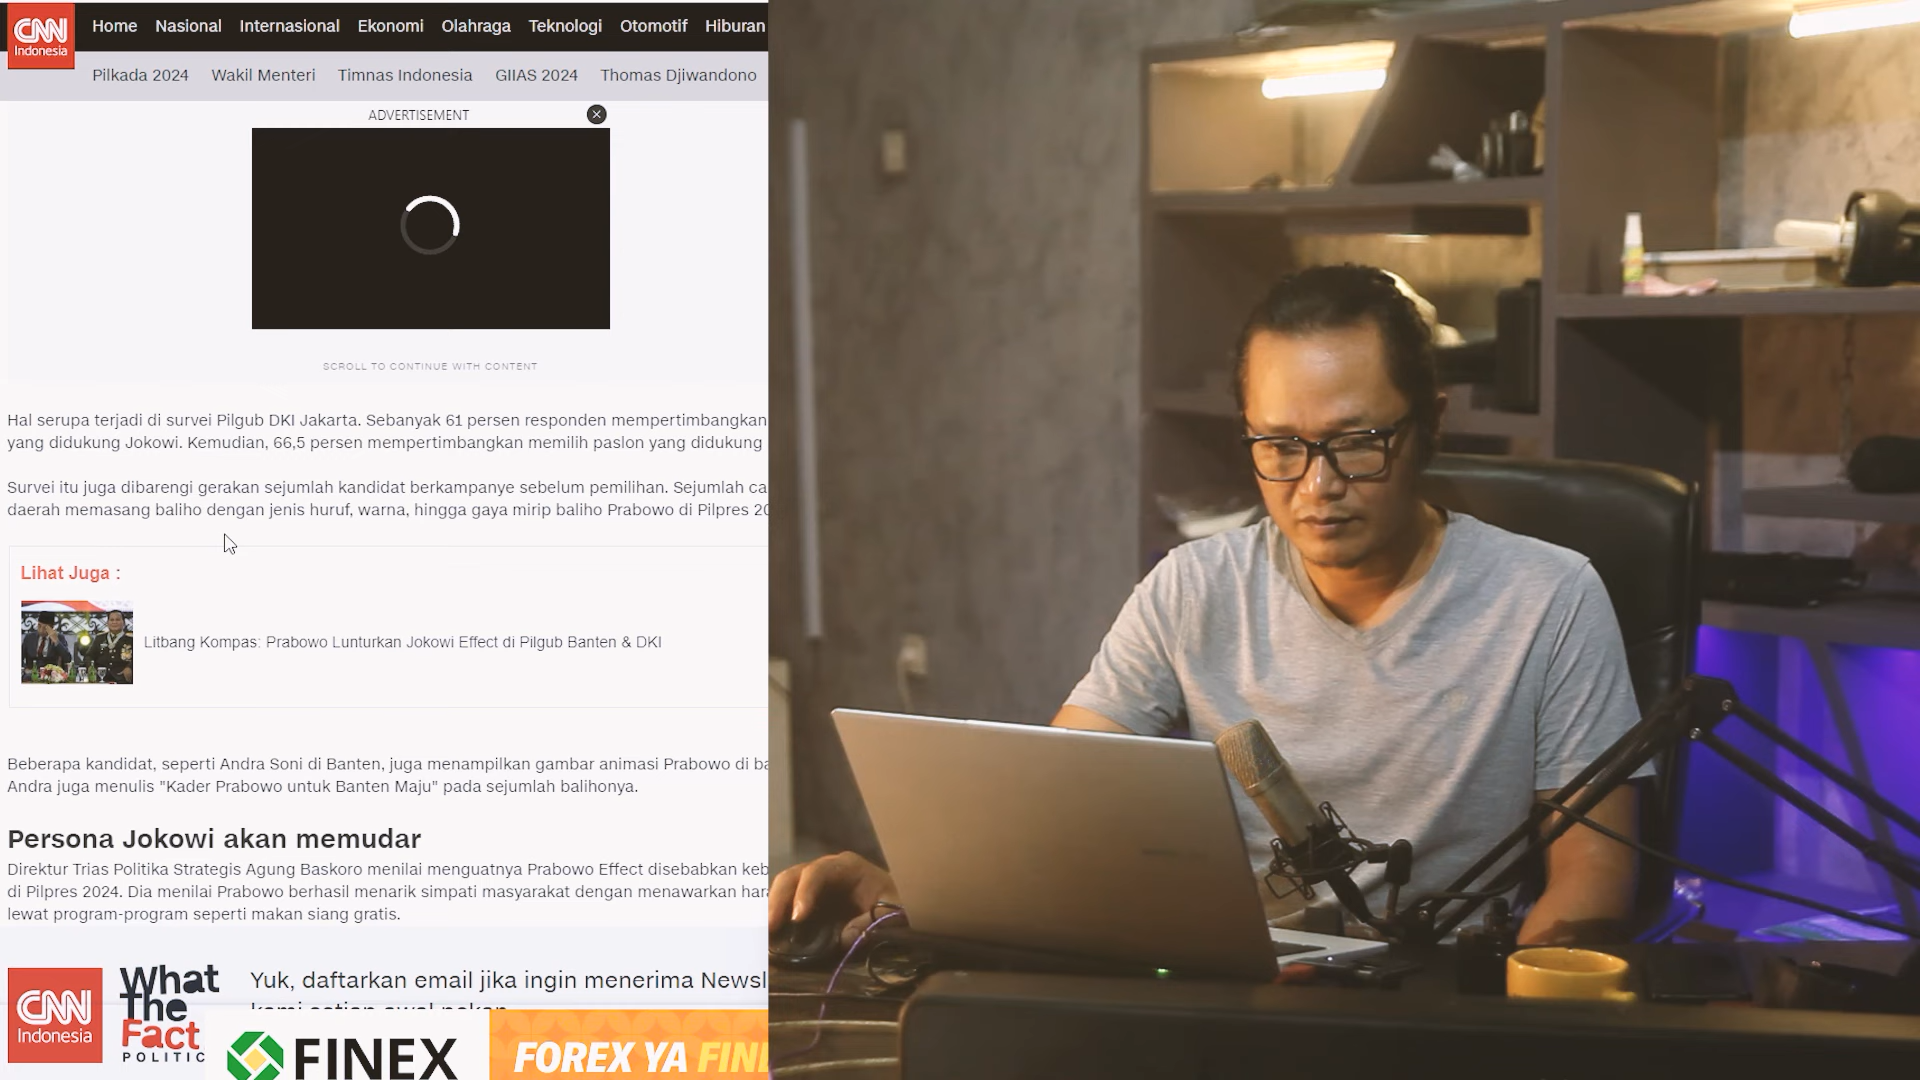 CNN
Indonesia
Home Nasional Internasional Ekonomi Olahraga Teknologi Otomotif Hiburan
Pilkada 2024 Wakil Menteri Timnas Indonesia GIIAS 2024 Thomas Djiwandono
ADVERTISEMENT
SCROLL TO CONTINUE WITH CONTENT
Hal serupa terjadi di survei Pilgub DKI Jakarta. Sebanyak 61 persen responden mempertimbangkan
yang didukung Jokowi. Kemudian, 66,5 persen mempertimbangkan memilih paslon yang didukung
Survei itu juga dibarengi gerakan sejumlah kandidat berkampanye sebelum pemilihan. Sejumlah ca
daerah memasang baliho dengan jenis huruf, warna, hingga gaya mirip baliho Prabowo di Pilpres 20
Lihat Juga :
Litbang Kompas: Prabowo Lunturkan Jokowi Effect di Pilgub Banten & DKI
Beberapa kandidat, seperti Andra Soni di Banten, juga menampilkan gambar animasi Prabowo di ba
Andra juga menulis "Kader Prabowo untuk Banten Maju" pada sejumlah balihonya.
Persona Jokowi akan memudar
Direktur Trias Politika Strategis Agung Baskoro menilai menguatnya Prabowo Effect disebabkan keb
di Pilpres 2024. Dia menilai Prabowo berhasil menarik simpati masyarakat dengan menawarkan hara
lewat program-program seperti makan siang gratis.
CNN
Indonesia
What
The
Fact
POLITIC
Yuk, daftarkan email jika ingin menerima Newsl
FINEX
FOREX YA FINE